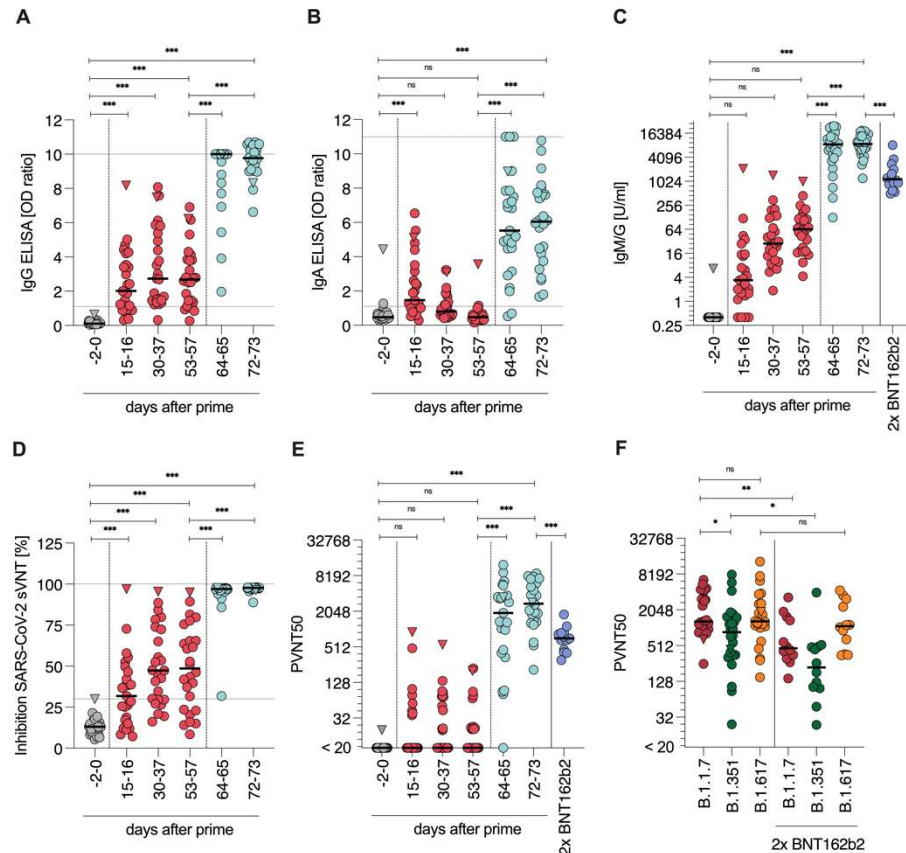 A
***
***
***
***
***
***
IgG ELISA [OD ratio]
12
10
8
6
4
2
0
-2-0
15-16
30-37
53-57
64-65
72-73
days after prime
B
***
ns
ns
***
***
***
IgA ELISA [OD ratio]
12
10
8
6
4
2
0
-2-0
15-16
30-37
53-57
64-65
72-73
days after prime
C
***
ns
ns
***
ns
***
***
IgM/G [U/ml]
16384
4096
1024
256
64
16
4
1
0.25
-2-0
15-16
30-37
53-57
64-65
72-73
2x BNT162b2
days after prime
D
***
***
***
***
***
***
Inhibition SARS-CoV-2 sVNT [%]
125
100
75
50
25
0
-2-0
15-16
30-37
53-57
64-65
72-73
days after prime
E
***
ns
ns
***
ns
***
***
PVNT50
32768
8192
2048
512
128
32
< 20
-2-0
15-16
30-37
53-57
64-65
72-73
2x BNT162b2
days after prime
F
ns
**
*
*
ns
PVNT50
32768
8192
2048
512
128
32
< 20
B.1.1.7
B.1.351
B.1.617
B.1.1.7
B.1.351
B.1.617
2x BNT162b2